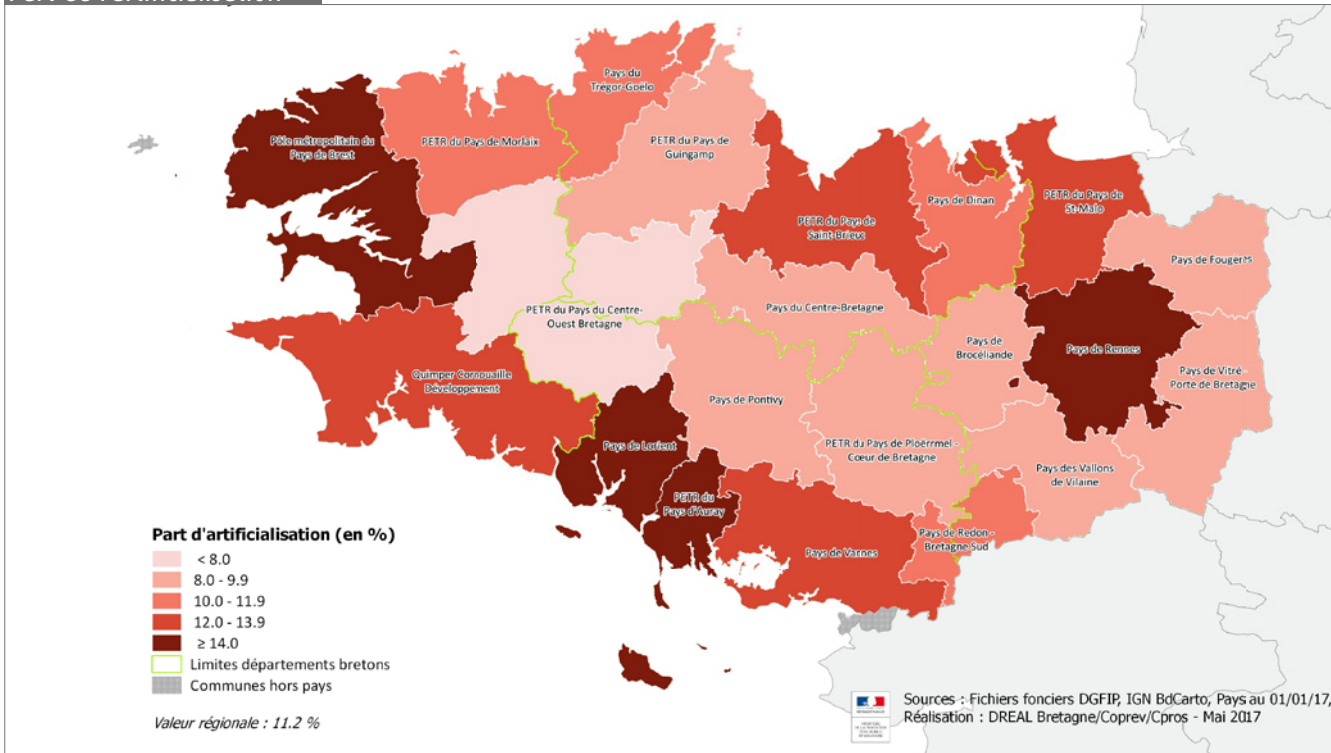 Pôle métropolitain du
Pays de Brest
PETR du Pays de Morlaix
Pays du
Trégor-Goëlo
PETR du Pays de
Guingamp
PETR du Pays de
Saint-Brieuc
Pays de Dinan
PETR du Pays de
St-Malo
Pays de Fougères
PETR du Pays du Centre-
Ouest Bretagne
Pays du Centre-Bretagne
Pays de
Brocéliande
Pays de Rennes
Pays de Vitré -
Porte de Bretagne
Quimper Cornouaille
Développement
Pays de Pontivy
PETR du Pays de Ploërmel -
Cœur de Bretagne
Pays de Lorient
PETR du
Pays d'Auray
Pays des Vallons
de Vilaine
Pays de Vannes
Pays de Redon -
Bretagne Sud
Part d'artificialisation (en %)
< 8.0
8.0 - 9.9
10.0 - 11.9
12.0 - 13.9
≥ 14.0
Limites départements bretons
Communes hors pays
Valeur régionale : 11.2 %
Sources : Fichiers fonciers DGFIP, IGN BdCarto, Pays au 01/01/17,
Réalisation : DREAL Bretagne/Coprev/Cpros - Mai 2017